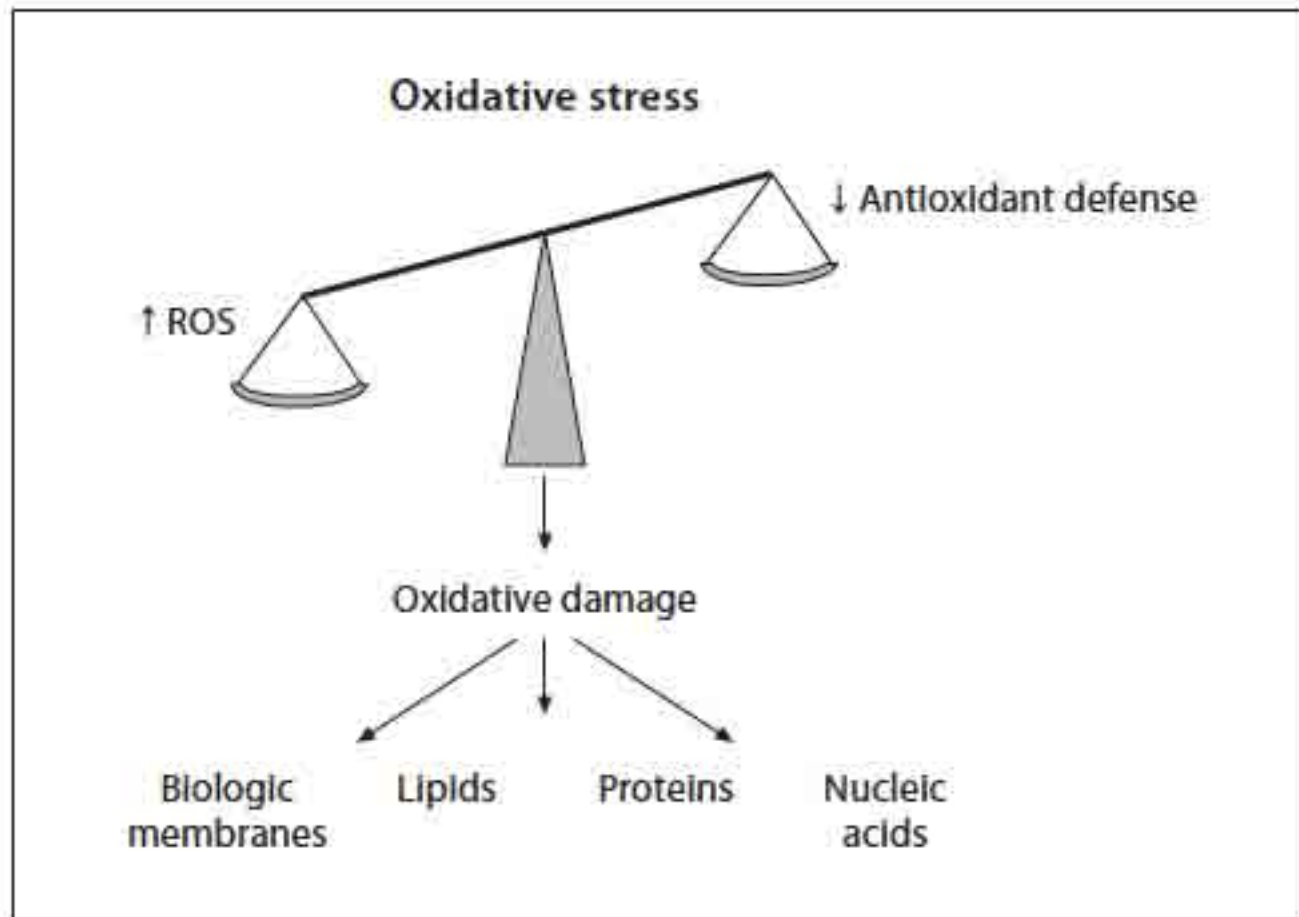 Oxidative stress
↓ Antioxidant defense
↑ ROS
Oxidative damage
Biologic membranes
Lipids
Proteins
Nucleic acids